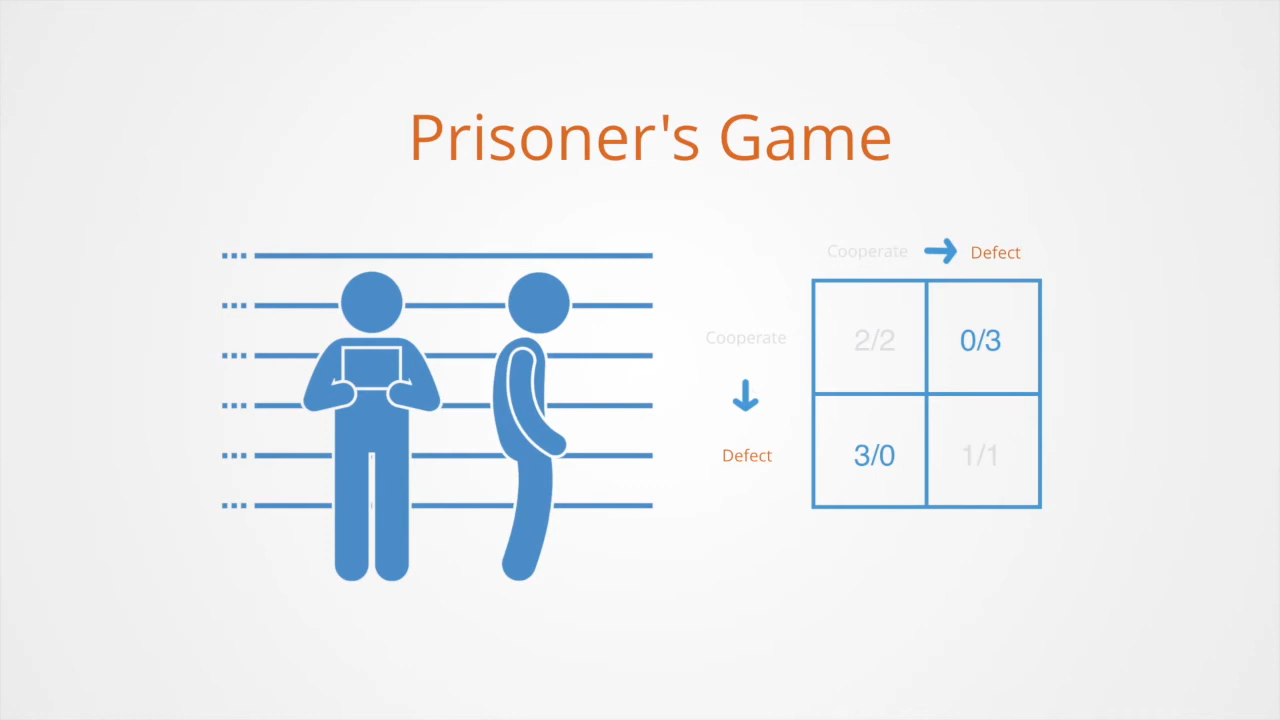 Prisoner's Game
Cooperate Defect
Cooperate 2/2 0/3
Defect 3/0 1/1